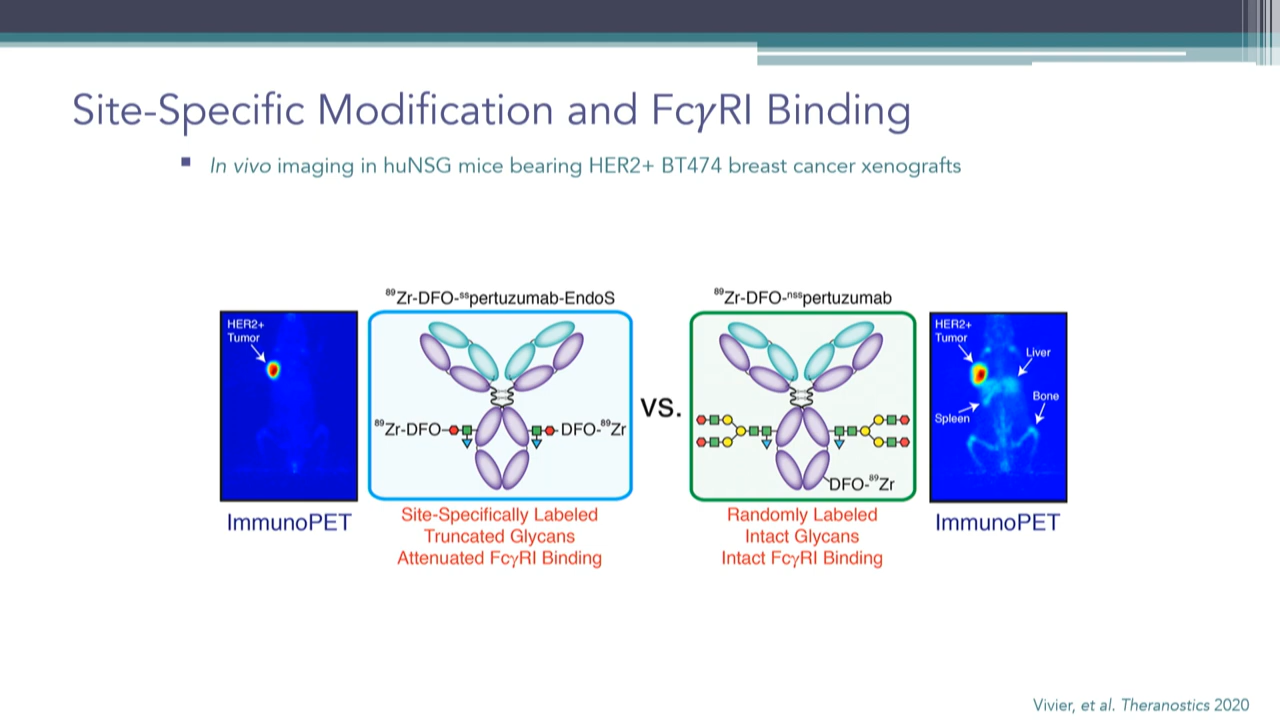 Site-Specific Modification and FcγRI Binding
▪ In vivo imaging in huNSG mice bearing HER2+ BT474 breast cancer xenografts
⁸⁹Zr-DFO-ˢˢpertuzumab-EndoS
HER2+
Tumor
⁸⁹Zr-DFO
DFO-⁸⁹Zr
ImmunoPET
Site-Specifically Labeled
Truncated Glycans
Attenuated FcγRI Binding
vs.
⁸⁹Zr-DFO-ⁿˢˢpertuzumab
DFO-⁸⁹Zr
Randomly Labeled
Intact Glycans
Intact FcγRI Binding
HER2+
Tumor
Liver
Bone
Spleen
ImmunoPET
Vivier, et al. Theranostics 2020